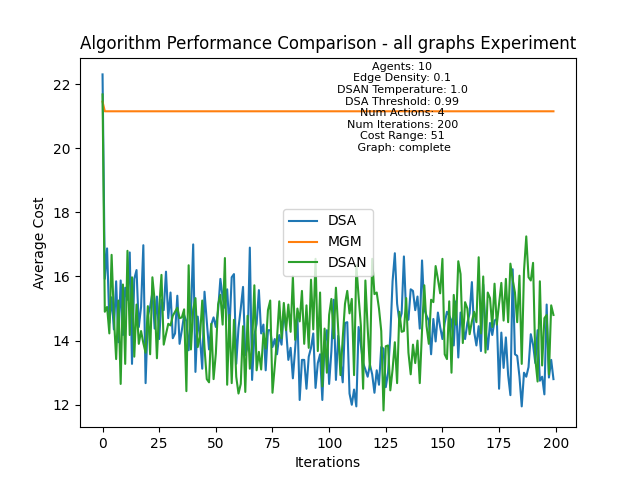 Algorithm Performance Comparison - all graphs Experiment
Agents: 10
Edge Density: 0.1
DSAN Temperature: 1.0
DSA Threshold: 0.99
Num Actions: 4
Num Iterations: 200
Cost Range: 51
Graph: complete
22
20
18
16
14
12
Average Cost
DSA
MGM
DSAN
0
25
50
75
100
125
150
175
200
Iterations